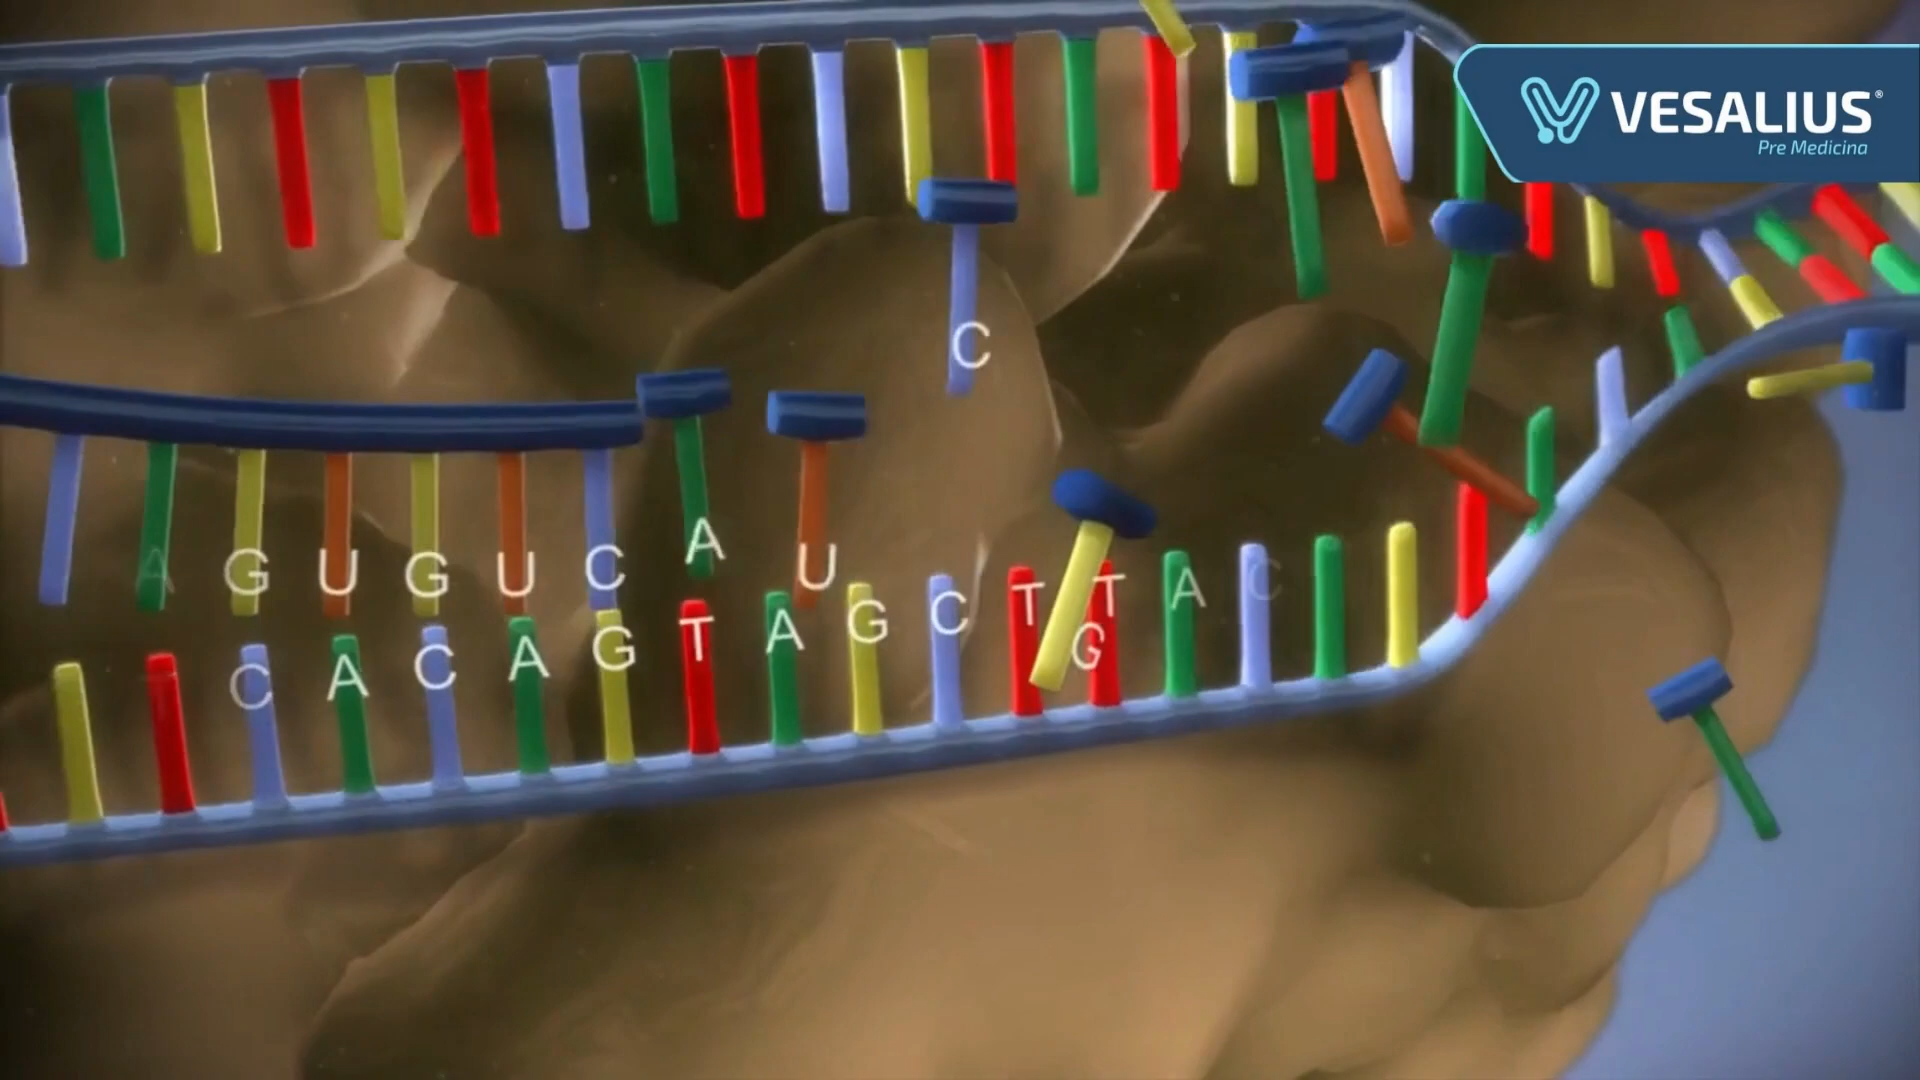 VESALIUS®
Pre Medicina
C
A G U G U C A U
C A C A G T A G C T T A C
G